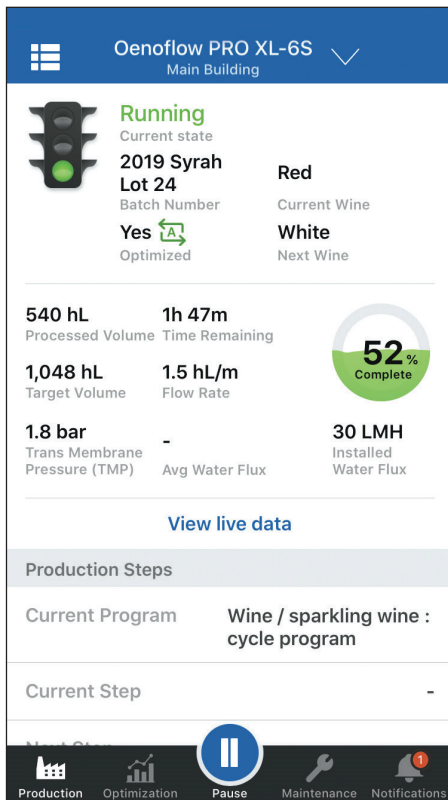 Oenoflow PRO XL-6S
Main Building
Running
Current state
2019 Syrah
Lot 24
Red
Batch Number
Current Wine
Yes A
White
Optimized
Next Wine
540 hL
1h 47m
Processed Volume
Time Remaining
52 %
Complete
1,048 hL
1.5 hL/m
Target Volume
Flow Rate
1.8 bar
-
30 LMH
Trans Membrane
Pressure (TMP)
Avg Water Flux
Installed
Water Flux
View live data
Production Steps
Current Program
Wine / sparkling wine :
cycle program
Current Step
-
Next Step
1
Production
Optimization
Pause
Maintenance
Notifications